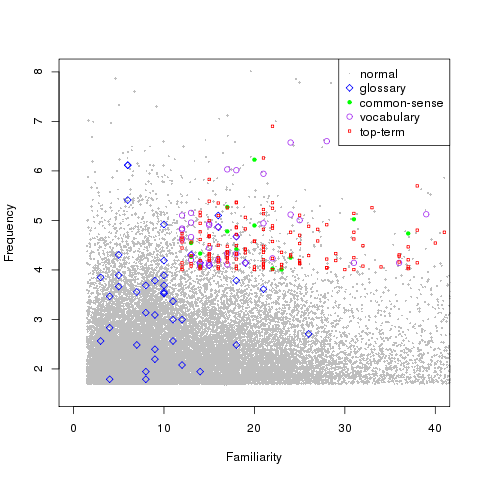 normal
glossary
common-sense
vocabulary
top-term
8
7
6
5
4
3
2
Frequency
0 10 20 30 40
Familiarity